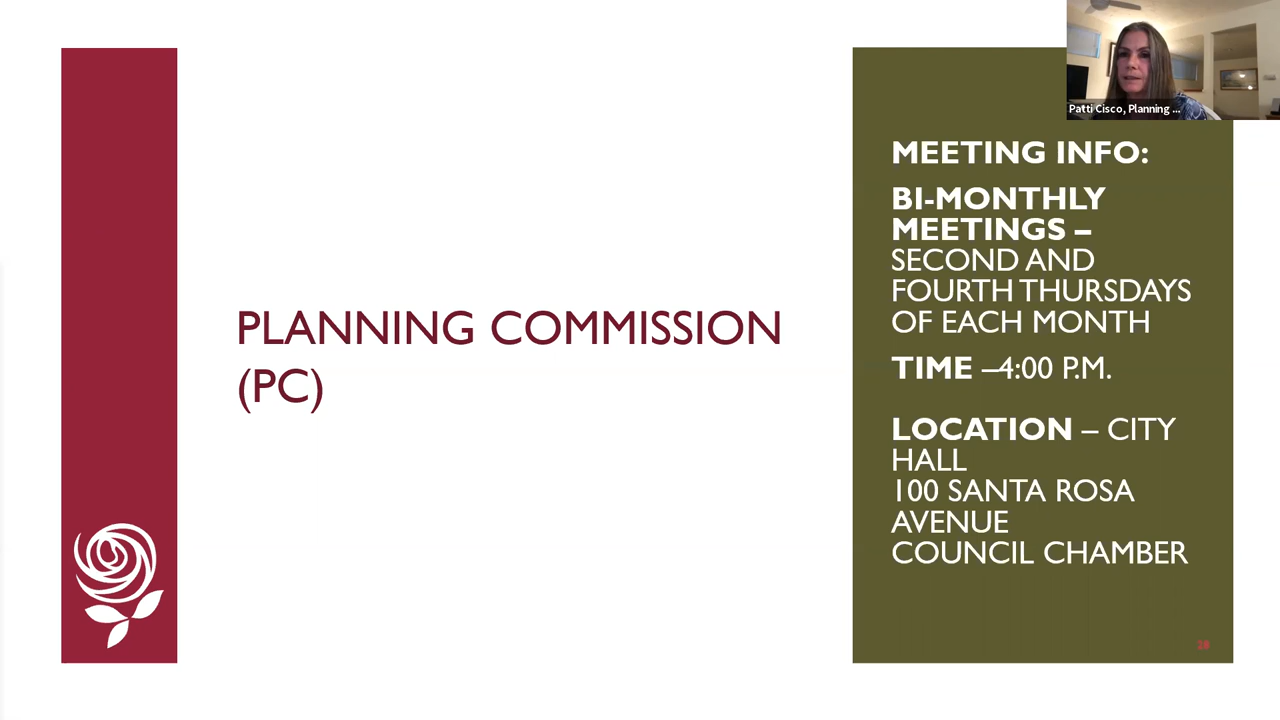 Patti Cisco, Planning ...
PLANNING COMMISSION
(PC)
MEETING INFO:
BI-MONTHLY
MEETINGS –
SECOND AND
FOURTH THURSDAYS
OF EACH MONTH
TIME –4:00 P.M.
LOCATION – CITY
HALL
100 SANTA ROSA
AVENUE
COUNCIL CHAMBER